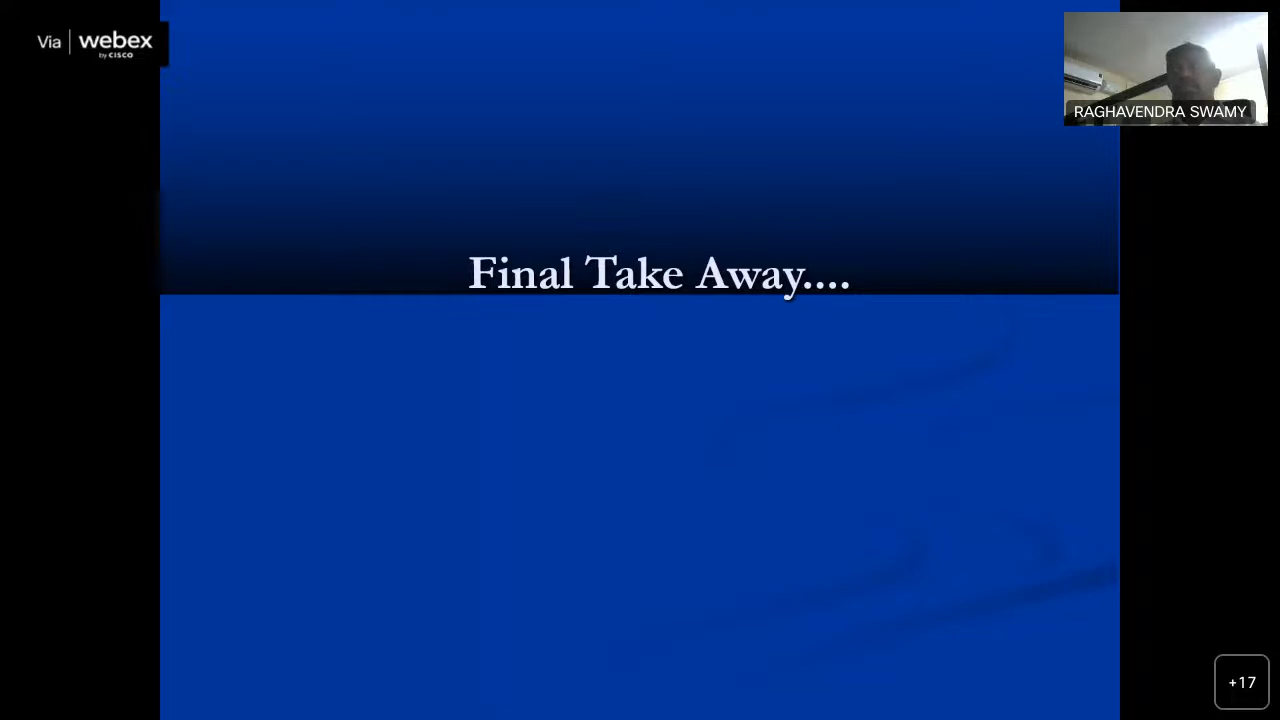 Via webex
by CISCO
RAGHAVENDRA SWAMY
Final Take Away....
+17